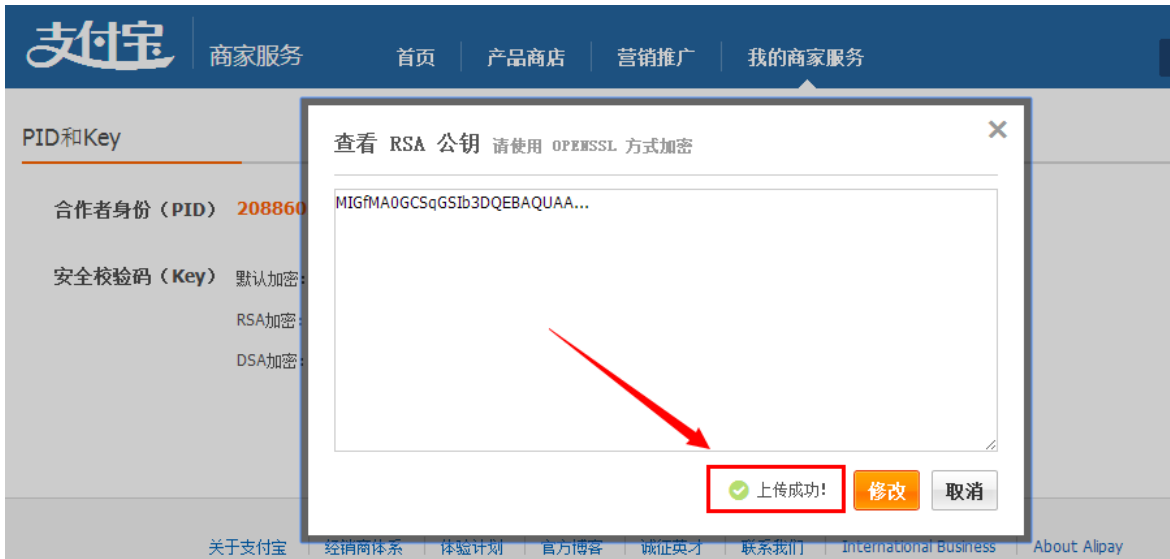 支付宝 商家服务 首页 产品商店 营销推广 我的商家服务
PID和Key
查看 RSA 公钥 请使用 OPENSSL 方式加密
MIGfMA0GCSqGSIb3DQEBAQUAA...
合作者身份（PID） 208860
安全校验码（Key） 默认加密：
RSA加密：
DSA加密：
上传成功! 修改 取消
关于支付宝 经销商体系 体验计划 官方博客 诚征英才 联系我们 International Business About Alipay